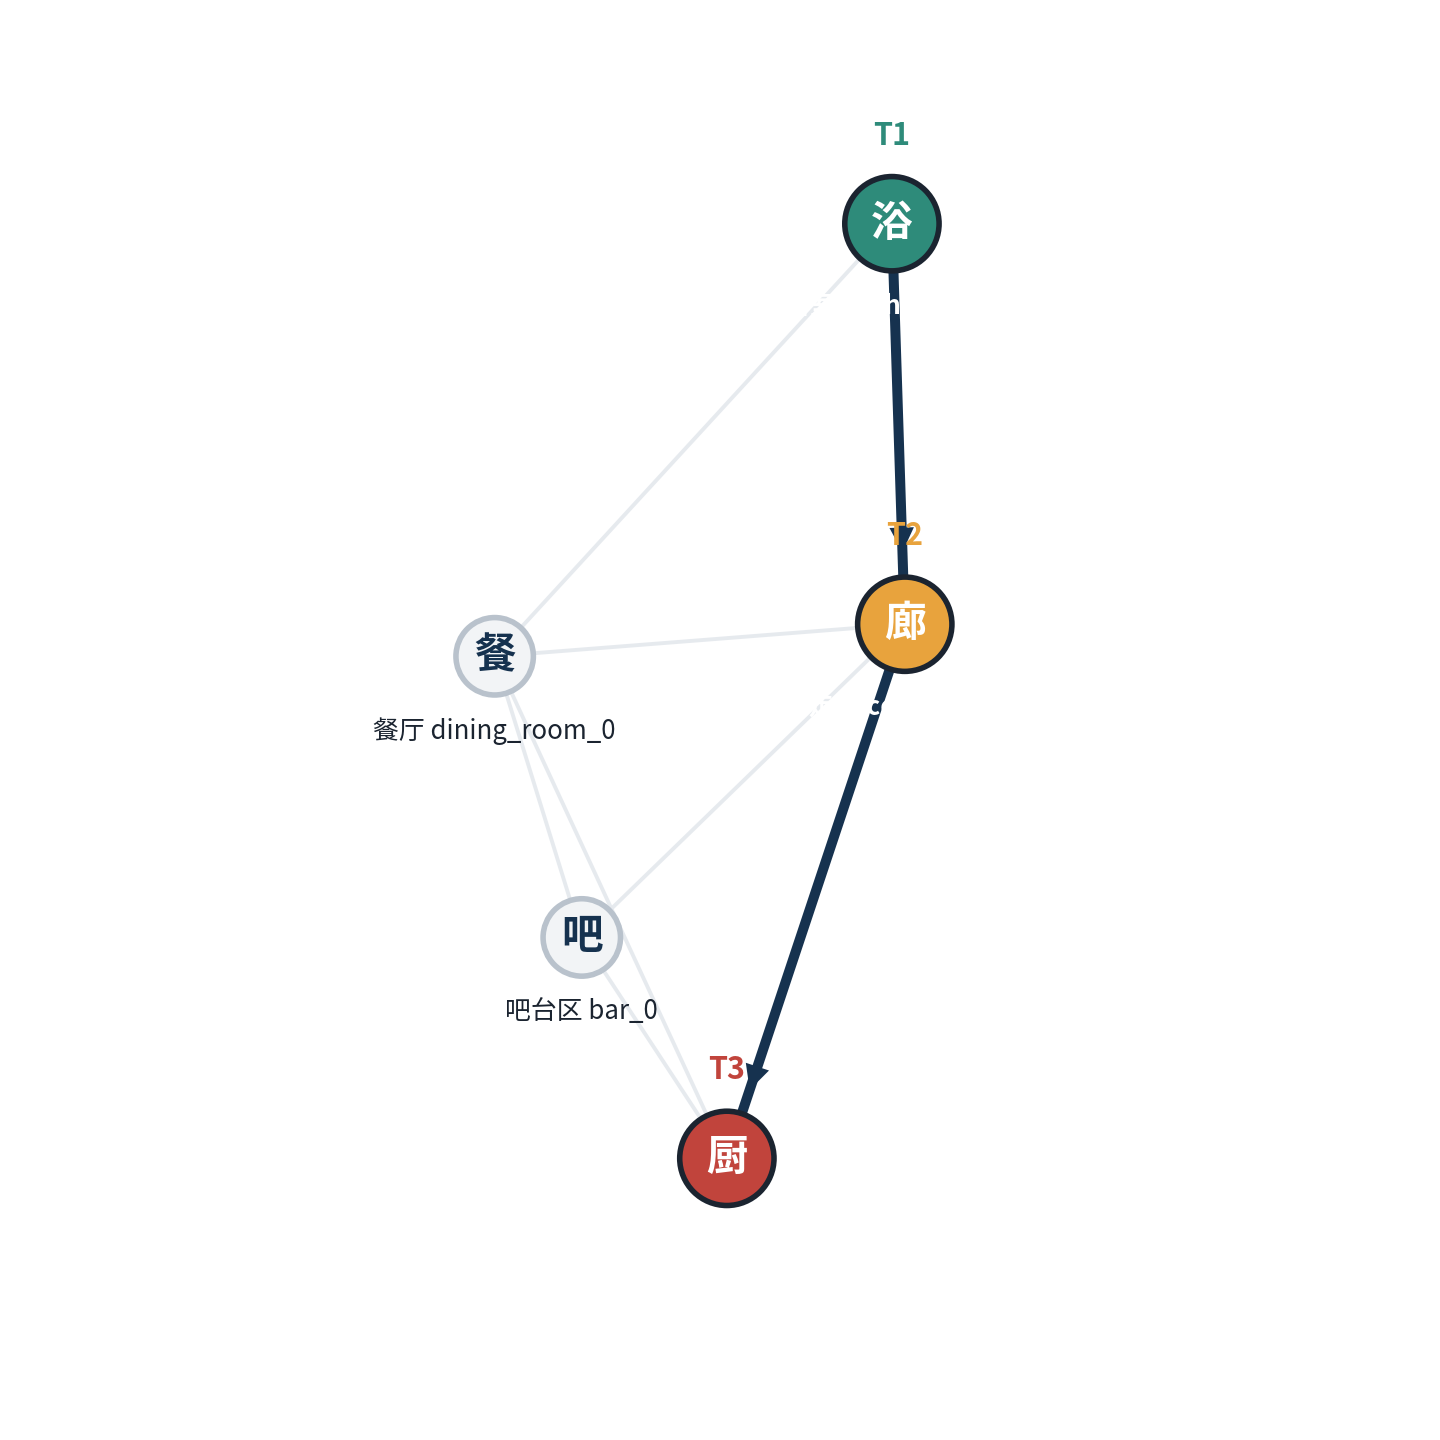 T1
浴
T2
廊
餐
餐厅 dining_room_0
吧
吧台区 bar_0
T3
厨